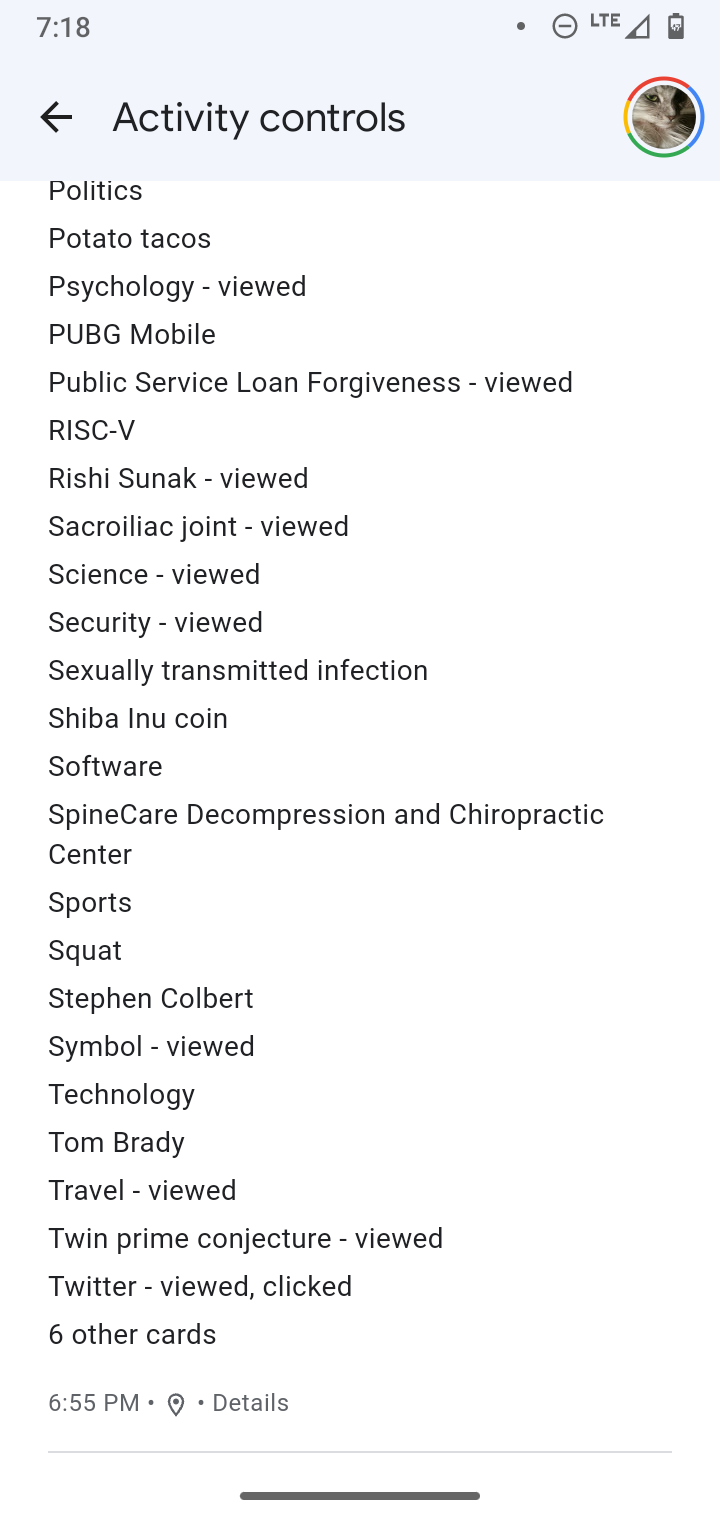 7:18
LTE
Activity controls
Politics
Potato tacos
Psychology - viewed
PUBG Mobile
Public Service Loan Forgiveness - viewed
RISC-V
Rishi Sunak - viewed
Sacroiliac joint - viewed
Science - viewed
Security - viewed
Sexually transmitted infection
Shiba Inu coin
Software
SpineCare Decompression and Chiropractic
Center
Sports
Squat
Stephen Colbert
Symbol - viewed
Technology
Tom Brady
Travel - viewed
Twin prime conjecture - viewed
Twitter - viewed, clicked
6 other cards
6:55 PM • • Details